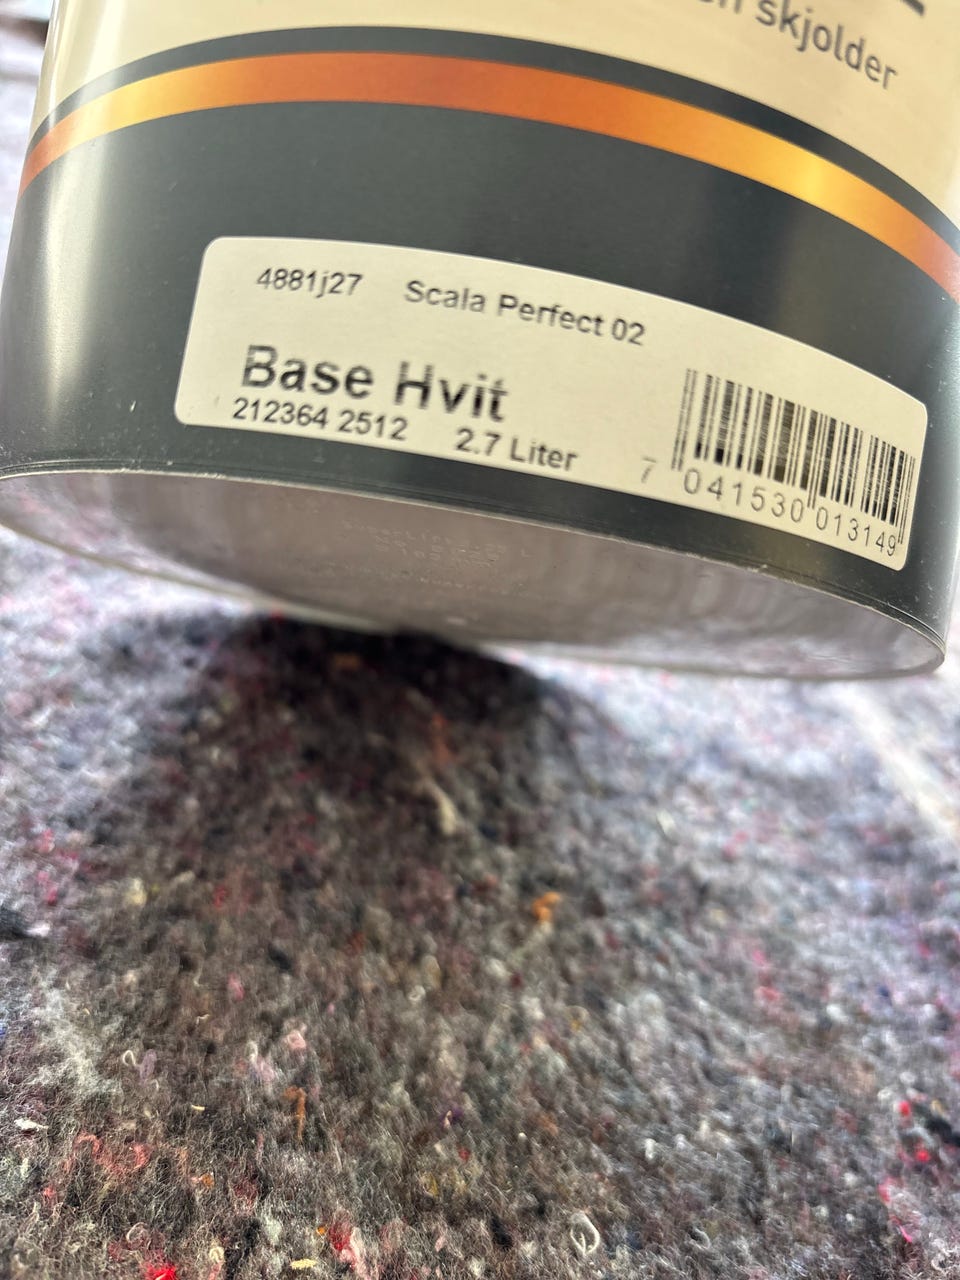 skjolder
4881j27 Scala Perfect 02
Base Hvit
212364 2512 2.7 Liter
7 041530 013149